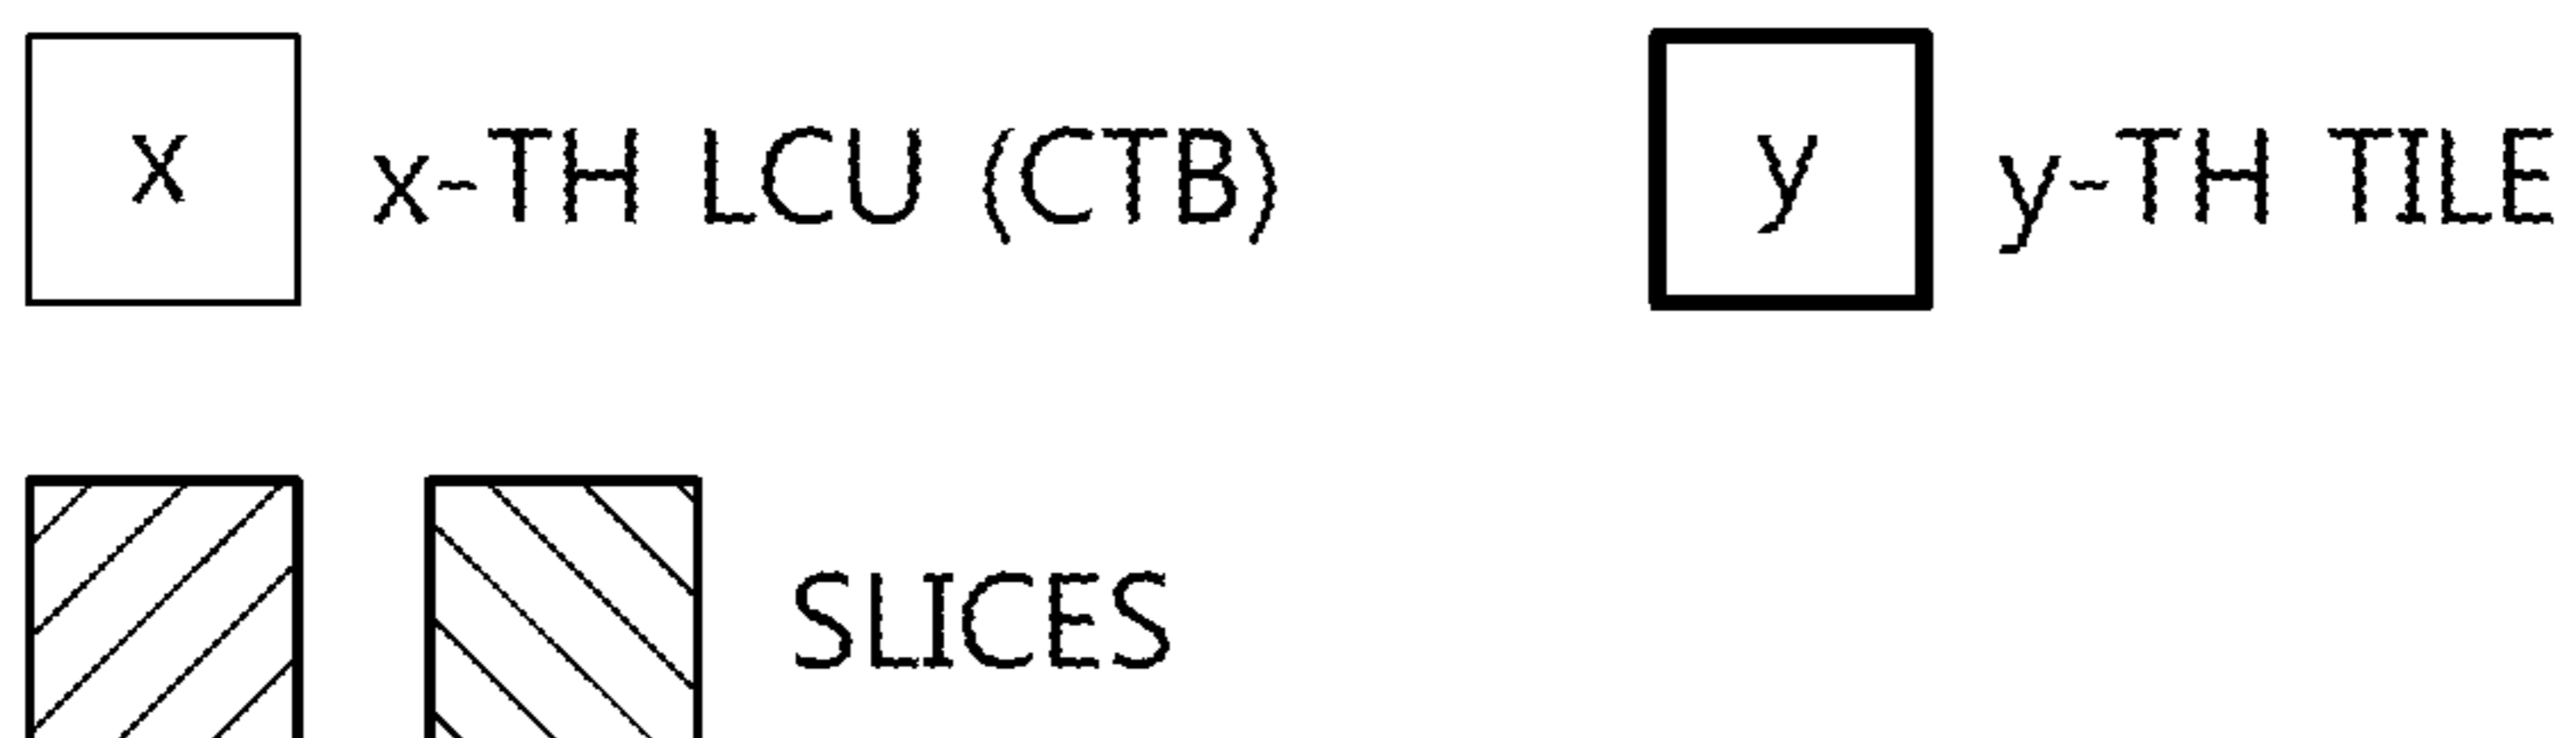 x x-TH LCU (CTB) y y-TH TILE
SLICES